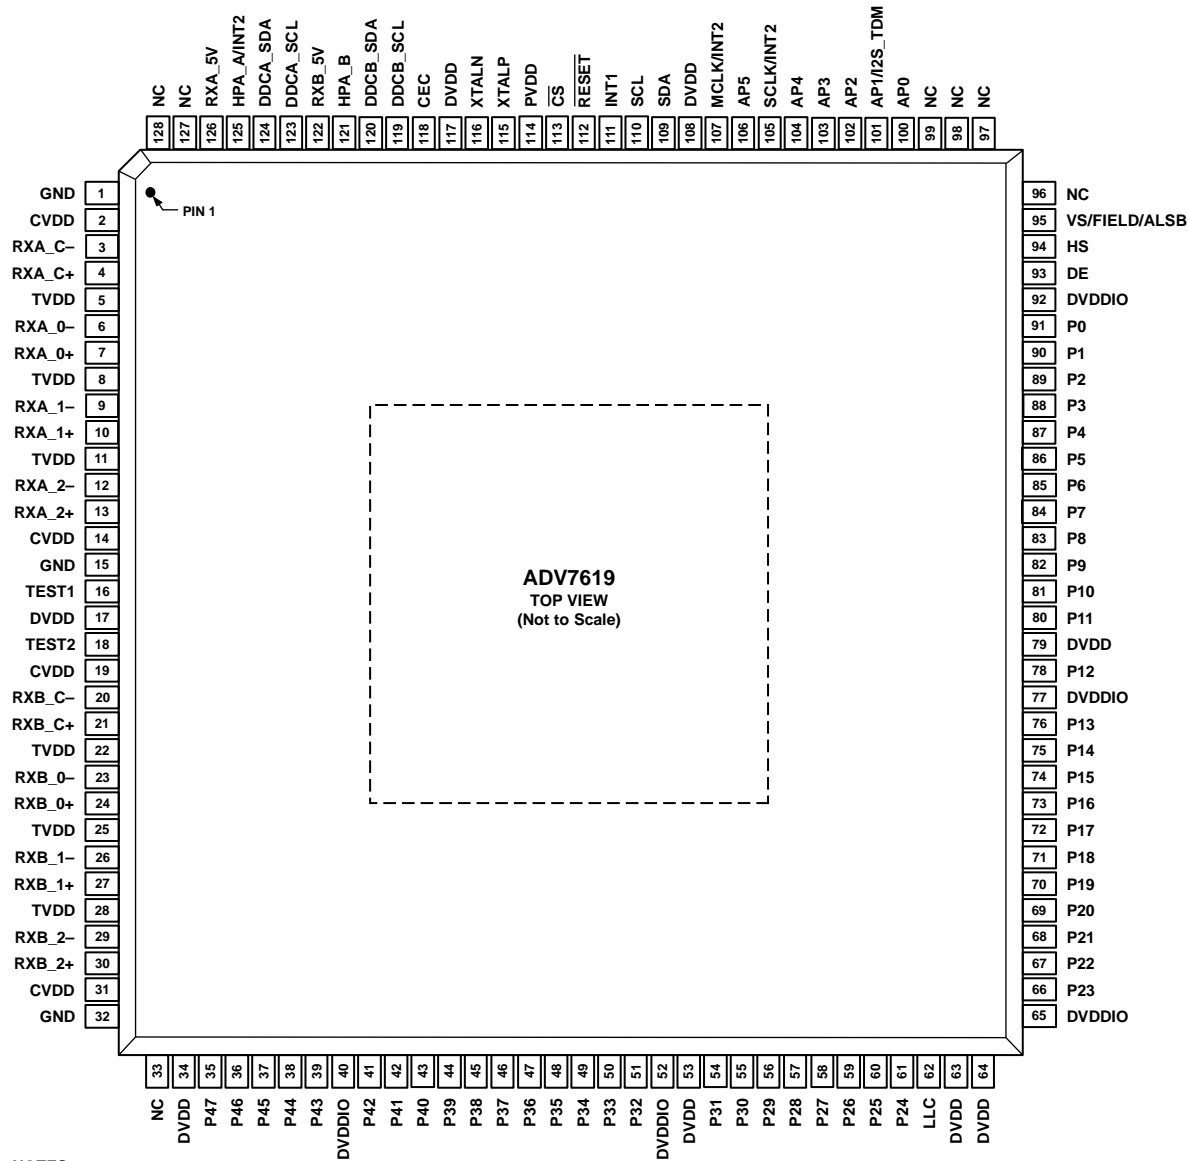 NC
NC
RXA_5V
HPA_A/INT2
DDCA_SDA
DDCA_SCL
RXB_5V
HPA_B
DDCB_SDA
DDCB_SCL
CEC
DVDD
XTALN
XTALP
PVDD
CS
RESET
INT1
SCL
SDA
DVDD
MCLK/INT2
AP5
SCLK/INT2
AP4
AP3
AP2
AP1/I2S_TDM
AP0
NC
NC
NC
128 127 126 125 124 123 122 121 120 119 118 117 116 115 114 113 112 111 110 109 108 107 106 105 104 103 102 101 100 99 98 97
GND 1
CVDD 2
RXA_C– 3
RXA_C+ 4
TVDD 5
RXA_0– 6
RXA_0+ 7
TVDD 8
RXA_1– 9
RXA_1+ 10
TVDD 11
RXA_2– 12
RXA_2+ 13
CVDD 14
GND 15
TEST1 16
DVDD 17
TEST2 18
CVDD 19
RXB_C– 20
RXB_C+ 21
TVDD 22
RXB_0– 23
RXB_0+ 24
TVDD 25
RXB_1– 26
RXB_1+ 27
TVDD 28
RXB_2– 29
RXB_2+ 30
CVDD 31
GND 32
PIN 1
ADV7619
TOP VIEW
(Not to Scale)
96 NC
95 VS/FIELD/ALSB
94 HS
93 DE
92 DVDDIO
91 P0
90 P1
89 P2
88 P3
87 P4
86 P5
85 P6
84 P7
83 P8
82 P9
81 P10
80 P11
79 DVDD
78 P12
77 DVDDIO
76 P13
75 P14
74 P15
73 P16
72 P17
71 P18
70 P19
69 P20
68 P21
67 P22
66 P23
65 DVDDIO
33 34 35 36 37 38 39 40 41 42 43 44 45 46 47 48 49 50 51 52 53 54 55 56 57 58 59 60 61 62 63 64
NC
DVDD
P47
P46
P45
P44
P43
DVDDIO
P42
P41
P40
P39
P38
P37
P36
P35
P34
P33
P32
DVDDIO
DVDD
P31
P30
P29
P28
P27
P26
P25
P24
LLC
DVDD
DVDD